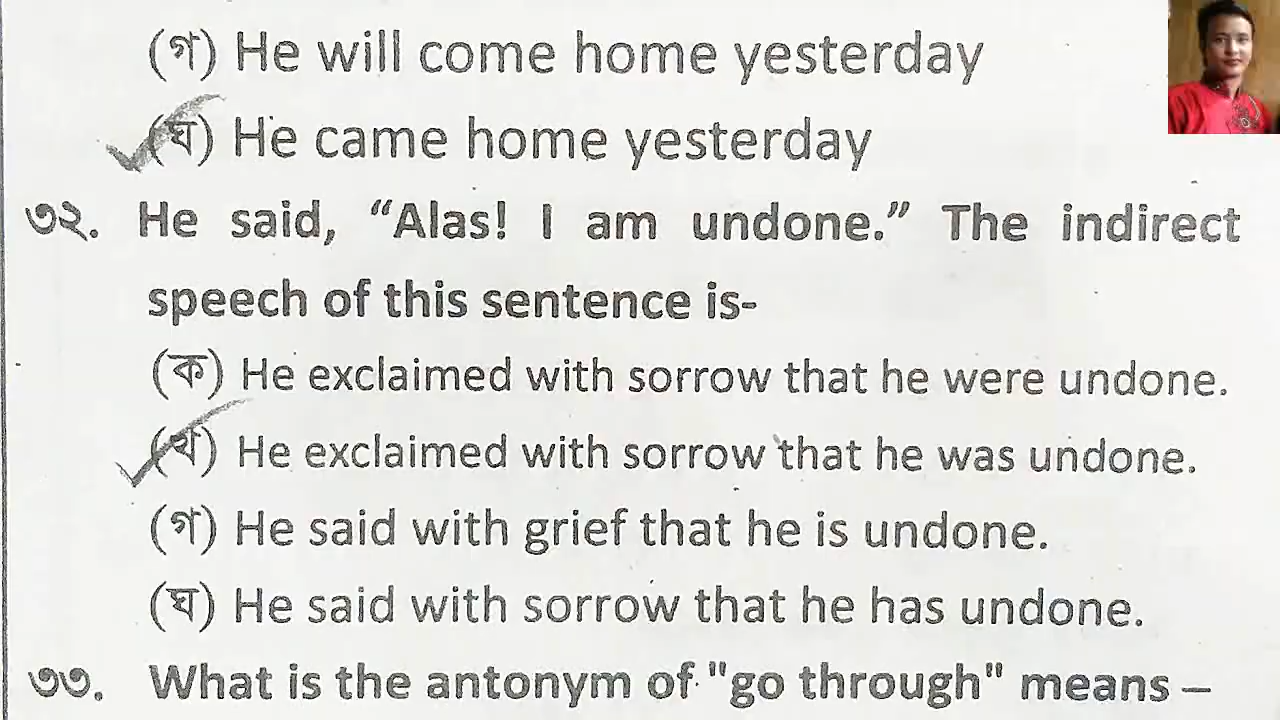 (গ) He will come home yesterday
(ঘ) He came home yesterday
৩২. He said, “Alas! I am undone.” The indirect
speech of this sentence is-
(ক) He exclaimed with sorrow that he were undone.
(খ) He exclaimed with sorrow that he was undone.
(গ) He said with grief that he is undone.
(ঘ) He said with sorrow that he has undone.
৩৩. What is the antonym of "go through" means –